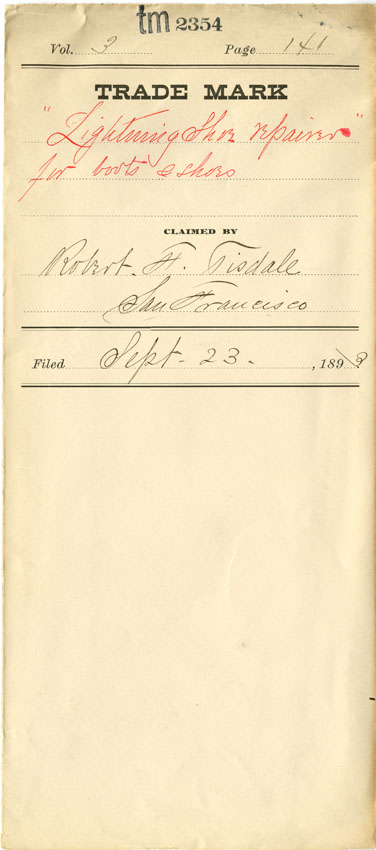 tm 2354
Vol. 3 Page 141
TRADE MARK
"Lightning Shoe repairer"
for boots & shoes
CLAIMED BY
Robert. F. Tisdale
San Francisco
Filed Sept - 23 - , 1893